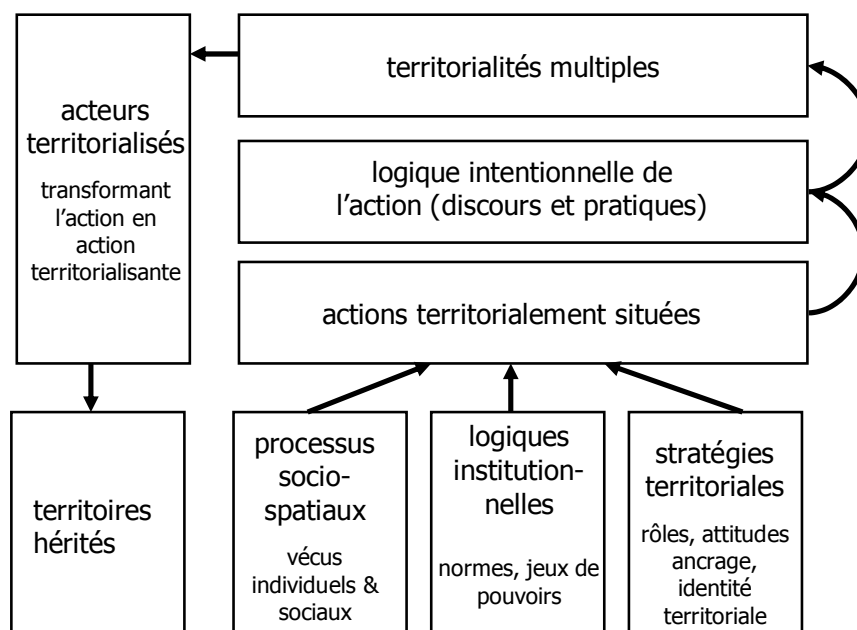 territorialités multiples
acteurs
territorialisés
transformant
l'action en
action
territorialisante
logique intentionnelle de
l'action (discours et pratiques)
actions territorialement situées
territoires
hérités
processus
socio-
spatiaux
vécus
individuels &
sociaux
logiques
institution-
nelles
normes, jeux de
pouvoirs
stratégies
territoriales
rôles, attitudes
ancrage,
identité
territoriale